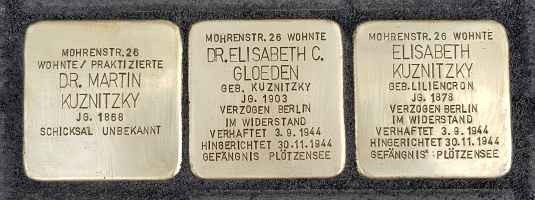 MOHRENSTR. 26
WOHNTE / PRAKTIZIERTE
DR. MARTIN
KUZNITZKY
JG. 1868
SCHICKSAL UNBEKANNT
MOHRENSTR. 26 WOHNTE
DR. ELISABETH C.
GLOEDEN
GEB. KUZNITZKY
JG. 1903
VERZOGEN BERLIN
IM WIDERSTAND
VERHAFTET 3.9.1944
HINGERICHTET 30.11.1944
GEFÄNGNIS PLÖTZENSEE
MOHRENSTR. 26 WOHNTE
ELISABETH
KUZNITZKY
GEB. LILIENCRON
JG. 1878
VERZOGEN BERLIN
IM WIDERSTAND
VERHAFTET 3.9.1944
HINGERICHTET 30.11.1944
GEFÄNGNIS PLÖTZENSEE